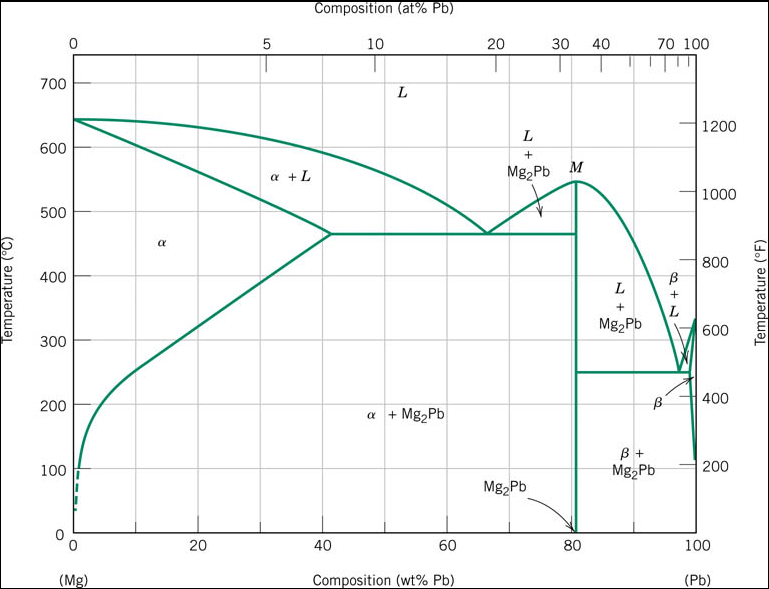 Composition (at% Pb)
0 5 10 20 30 40 70 100
700
600
500
400
300
200
100
0
Temperature (°C)
1200
1000
800
600
400
200
Temperature (°F)
L
L
+
Mg₂Pb
M
α + L
α
L
+
Mg₂Pb
β
+
L
β
α + Mg₂Pb
β +
Mg₂Pb
Mg₂Pb
0 20 40 60 80 100
(Mg) Composition (wt% Pb) (Pb)